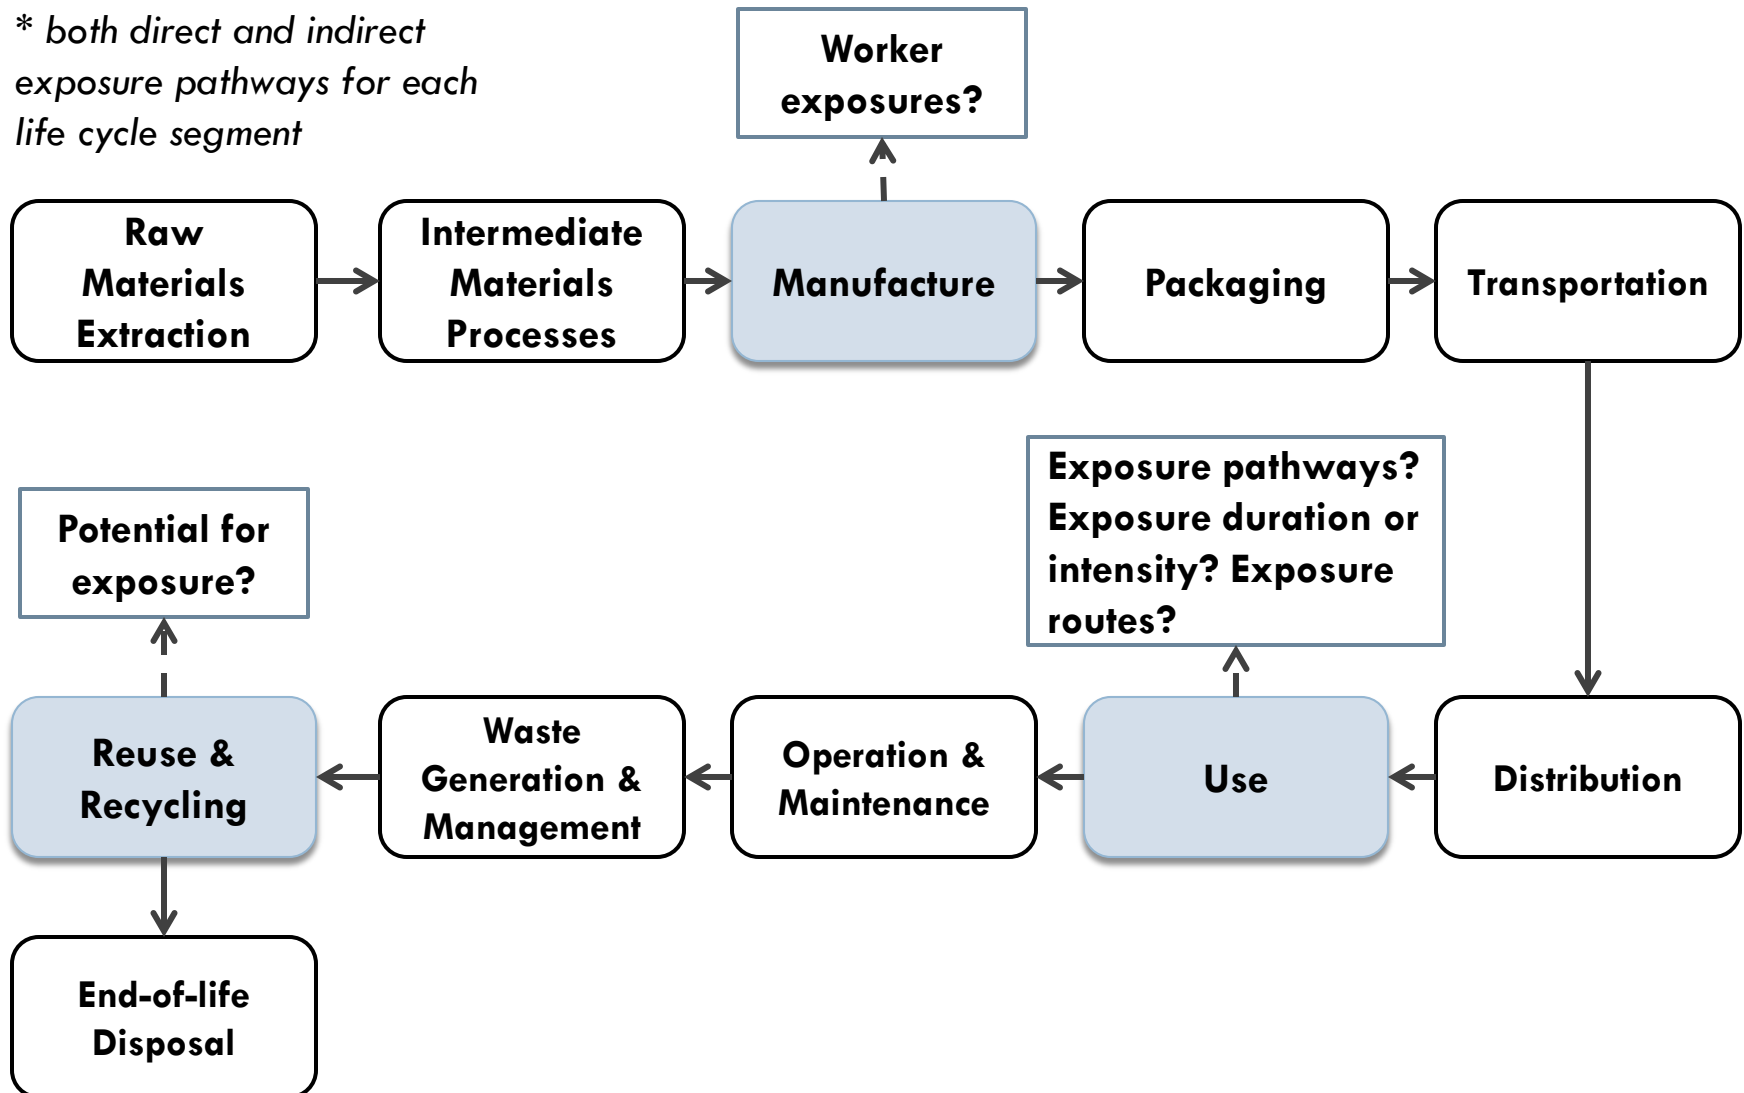 * both direct and indirect
exposure pathways for each
life cycle segment
Worker
exposures?
Raw
Materials
Extraction
Intermediate
Materials
Processes
Manufacture
Packaging
Transportation
Potential for
exposure?
Exposure pathways?
Exposure duration or
intensity? Exposure
routes?
Reuse &
Recycling
Waste
Generation &
Management
Operation &
Maintenance
Use
Distribution
End-of-life
Disposal